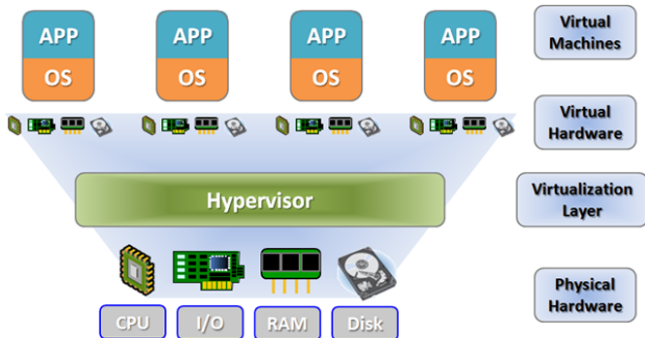 APP
APP
APP
APP
Virtual
Machines
OS
OS
OS
OS
Virtual
Hardware
Hypervisor
Virtualization
Layer
Physical
Hardware
CPU
I/O
RAM
Disk